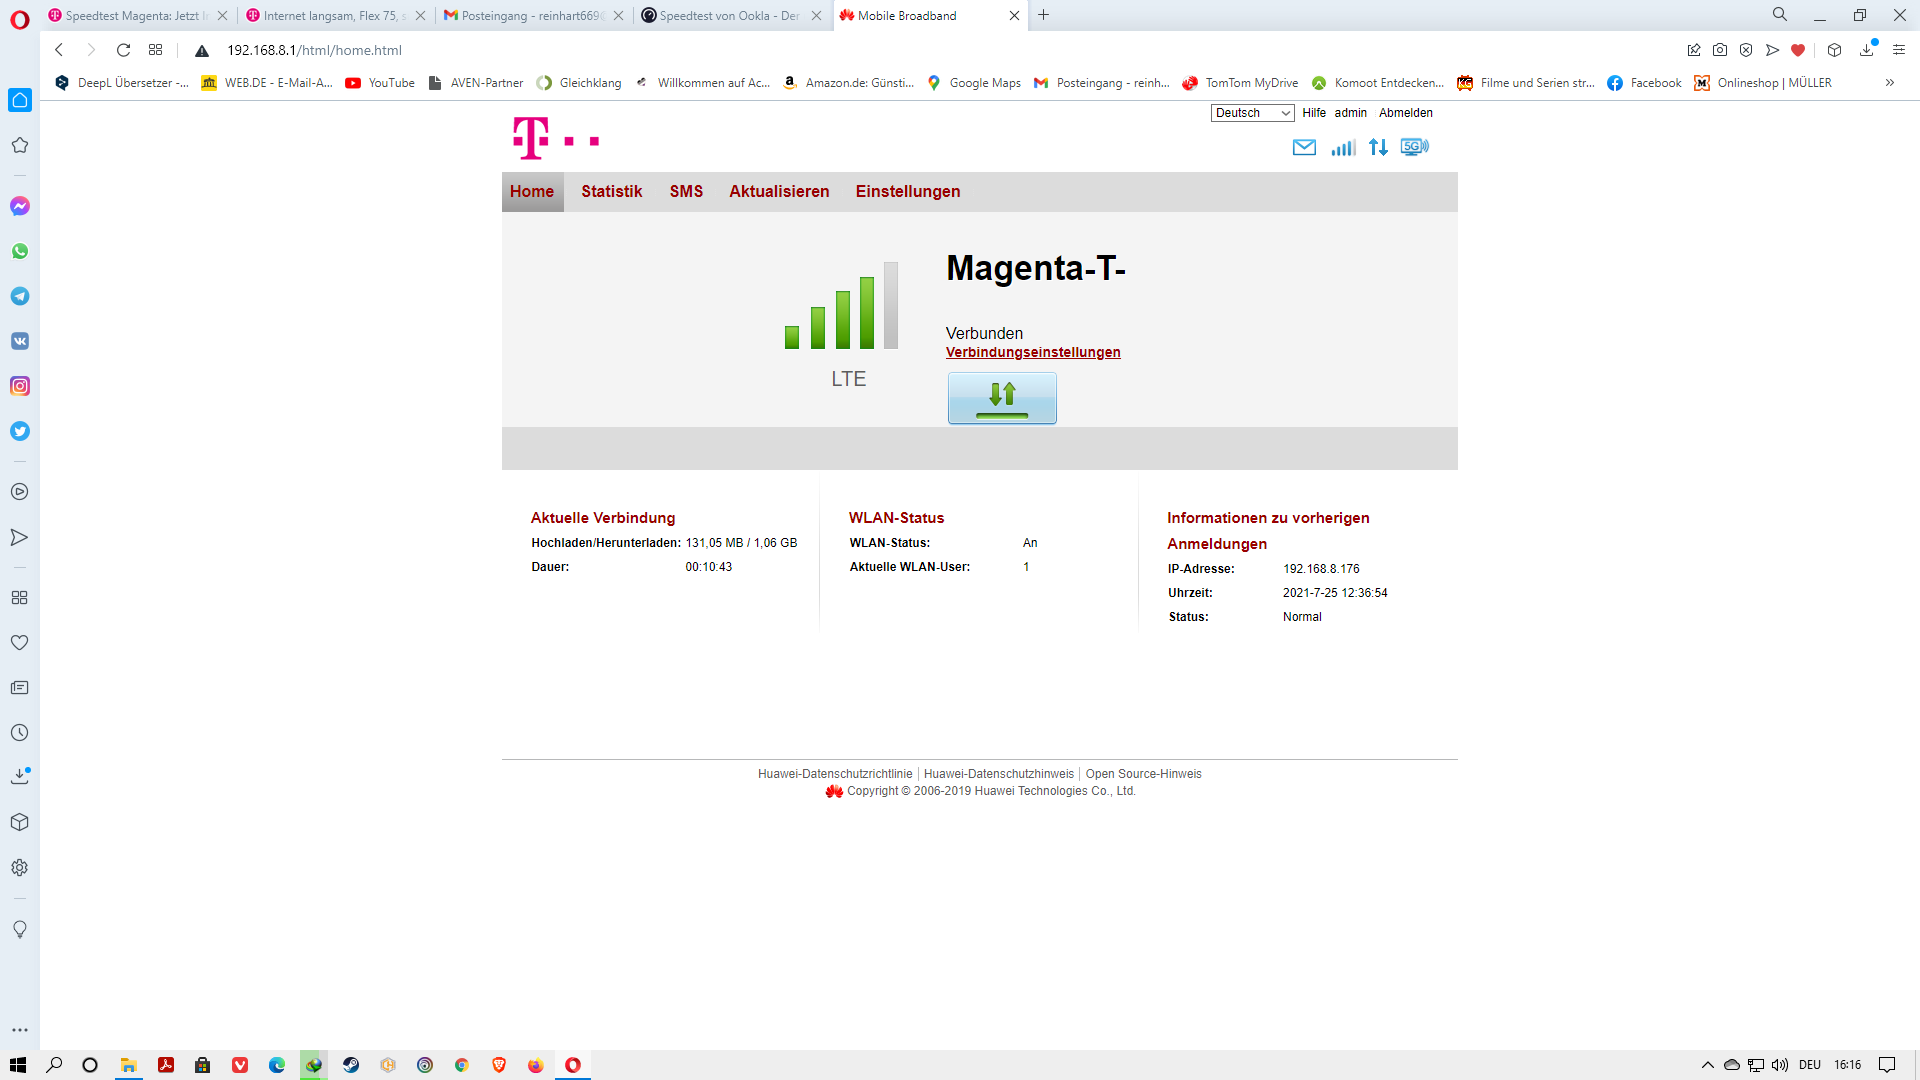 Speedtest Magenta: Jetzt I
Internet langsam, Flex 75, s
Posteingang - reinhart669@
Speedtest von Ookla - Der
Mobile Broadband
192.168.8.1/html/home.html
DeepL Übersetzer -...
WEB.DE - E-Mail-A...
YouTube
AVEN-Partner
Gleichklang
Willkommen auf Ac...
Amazon.de: Günsti...
Google Maps
Posteingang - reinh...
TomTom MyDrive
Komoot Entdecken...
Filme und Serien str...
Facebook
Onlineshop | MÜLLER
Deutsch Hilfe admin Abmelden
T
5G
Home Statistik SMS Aktualisieren Einstellungen
Magenta-T-
Verbunden
Verbindungseinstellungen
LTE
Aktuelle Verbindung
Hochladen/Herunterladen: 131,05 MB / 1,06 GB
Dauer: 00:10:43
WLAN-Status
WLAN-Status: An
Aktuelle WLAN-User: 1
Informationen zu vorherigen
Anmeldungen
IP-Adresse: 192.168.8.176
Uhrzeit: 2021-7-25 12:36:54
Status: Normal
Huawei-Datenschutzrichtlinie | Huawei-Datenschutzhinweis | Open Source-Hinweis
Copyright © 2006-2019 Huawei Technologies Co., Ltd.
DEU 16:16